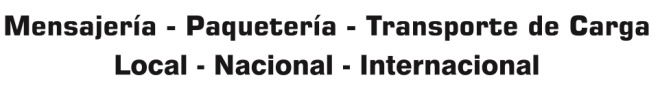 Mensajería - Paquetería - Transporte de Carga
Local - Nacional - Internacional